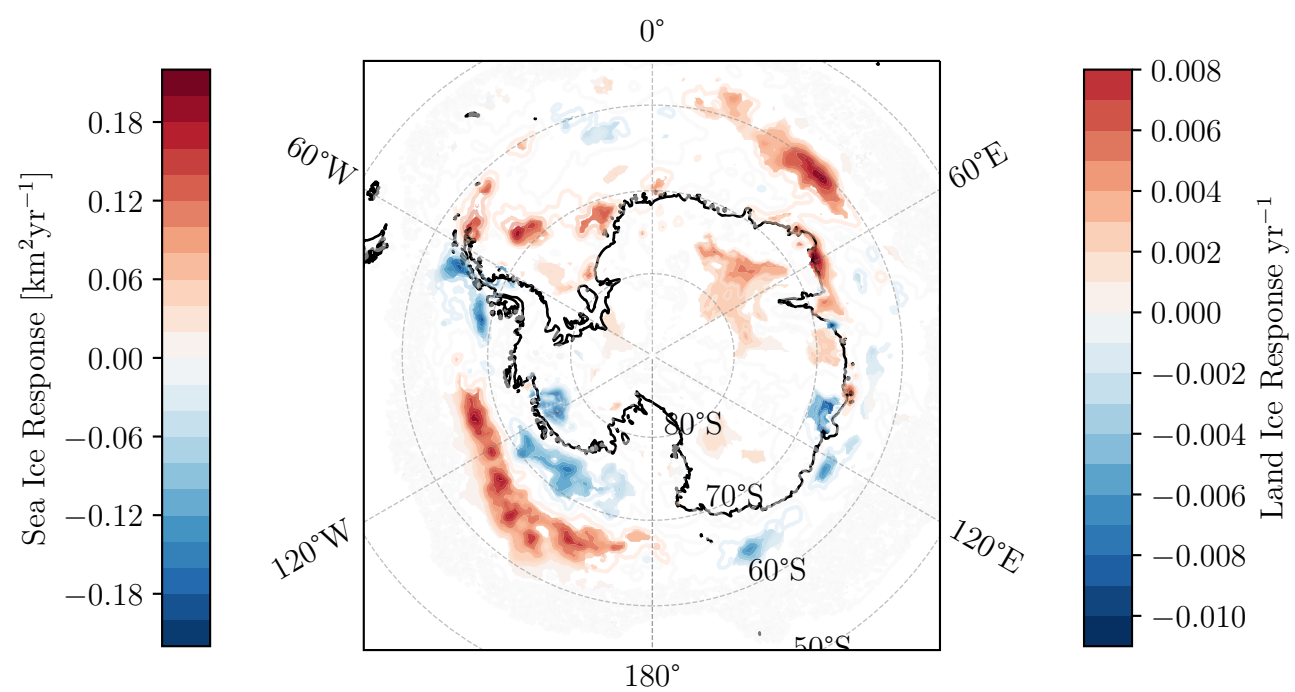 0°
60°W
60°E
120°W
120°E
180°
80°S
70°S
60°S
50°S
Sea Ice Response [km²yr⁻¹]
0.18
0.12
0.06
0.00
−0.06
−0.12
−0.18
Land Ice Response yr⁻¹
0.008
0.006
0.004
0.002
0.000
−0.002
−0.004
−0.006
−0.008
−0.010